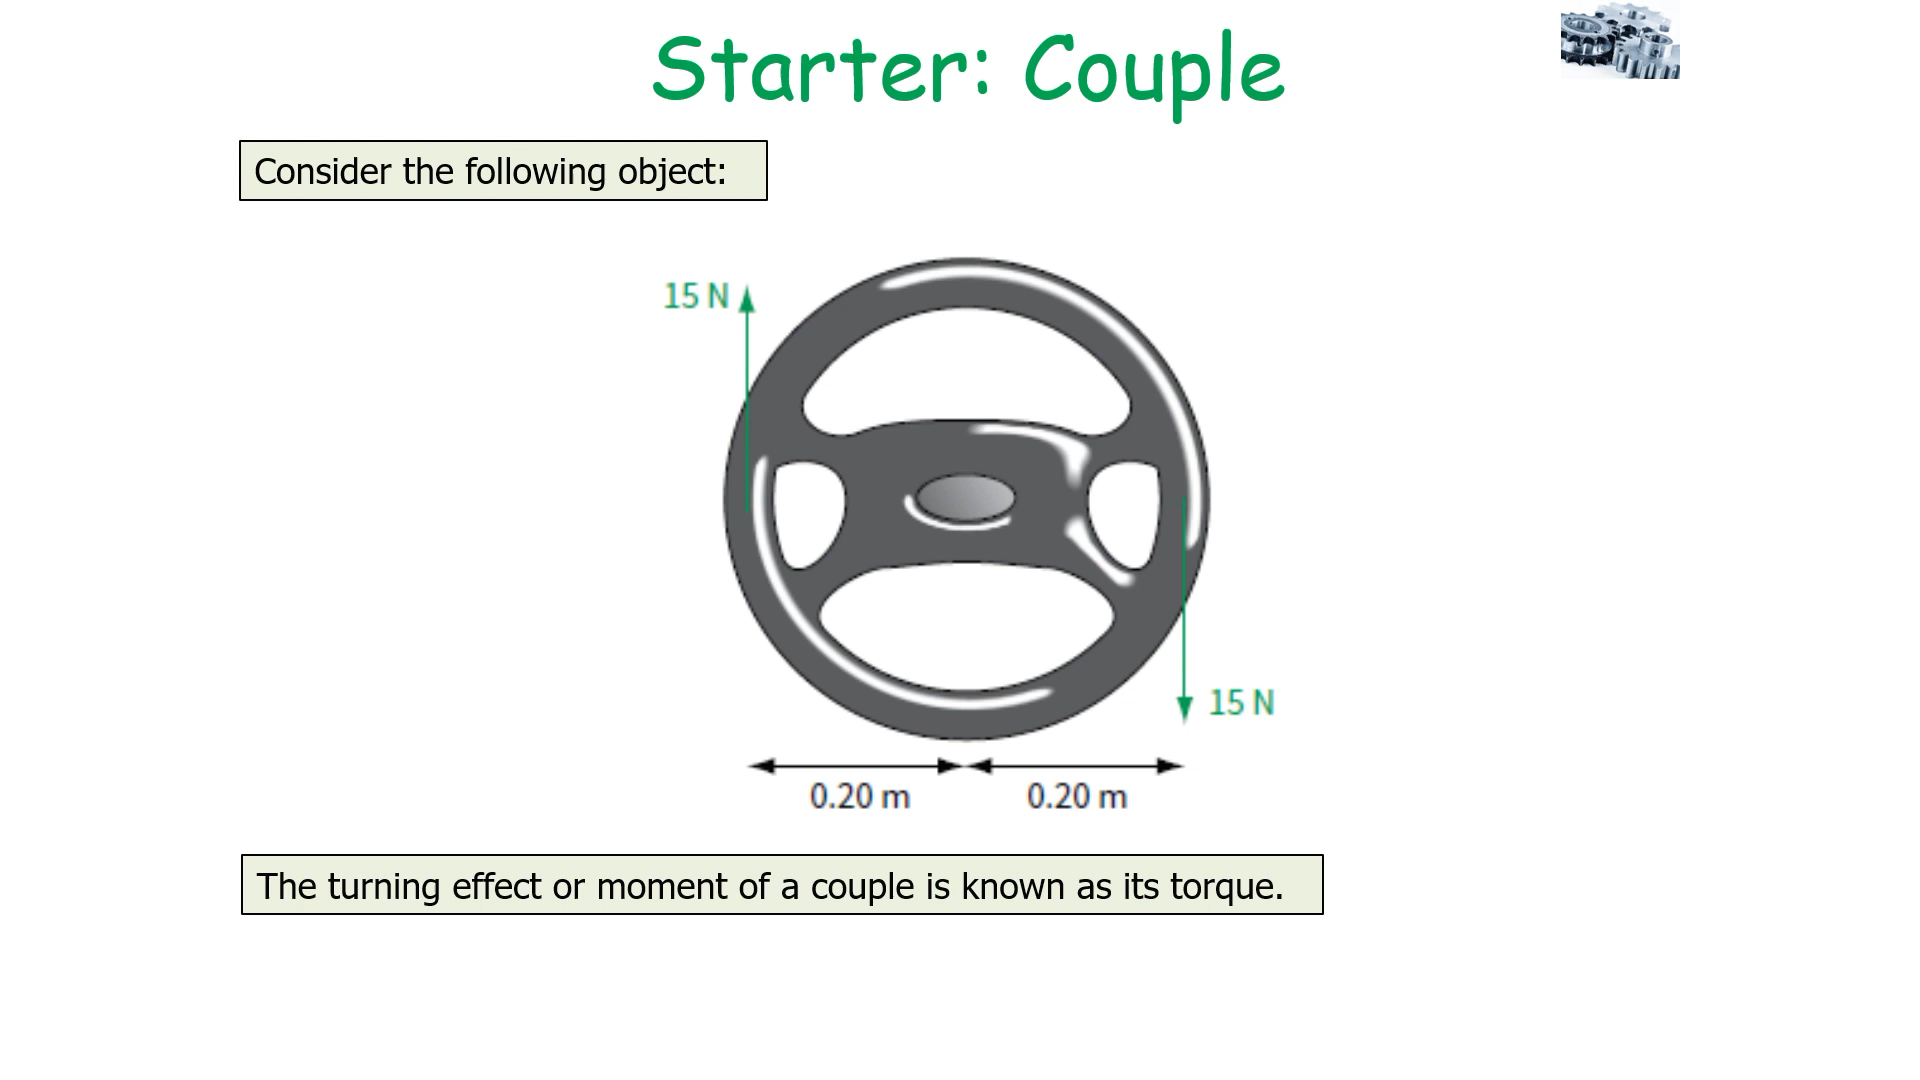 Starter: Couple
Consider the following object:
15 N
15 N
0.20 m
0.20 m
The turning effect or moment of a couple is known as its torque.